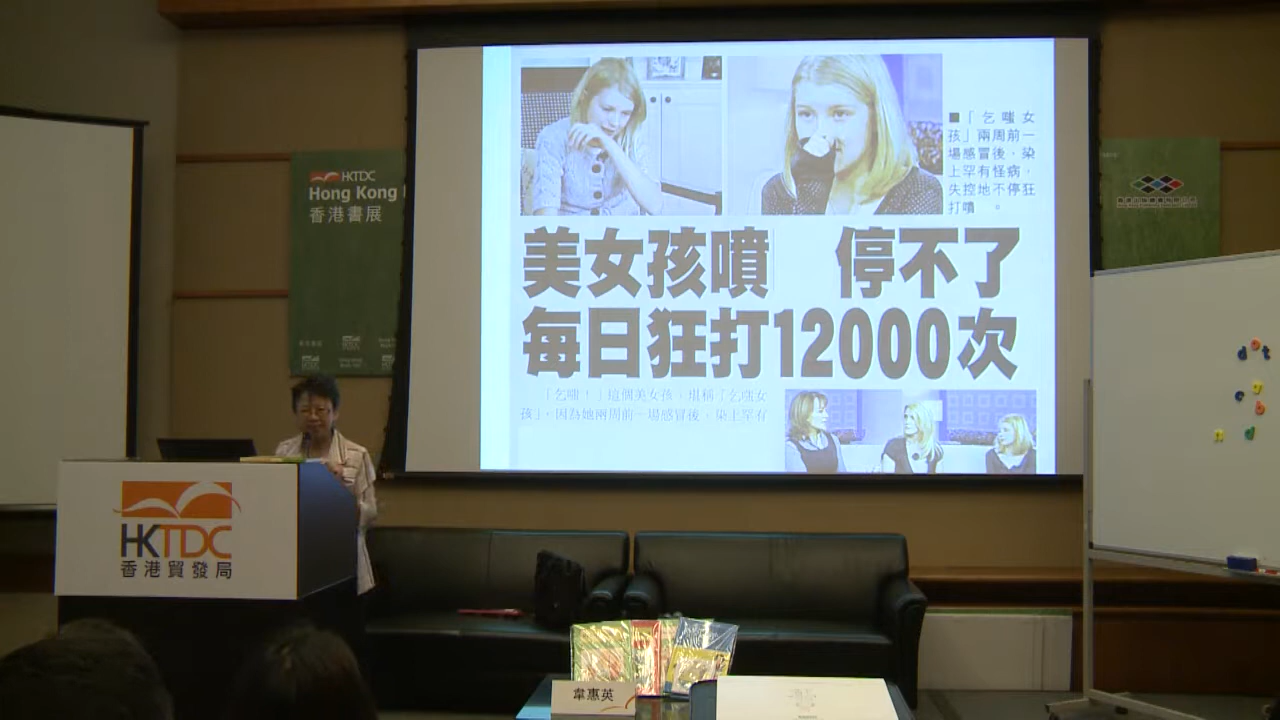 HKTDC
Hong Kong
香港書展
■「乞嗤女
孩」兩周前一
場感冒後，染
上罕有怪病，
失控地不停狂
打噴 。
美女孩噴 停不了
每日狂打12000次
「乞嗤！」這個美女孩，堪稱「乞嗤女
孩」，因為她兩周前一場感冒後，染上罕有
HKTDC
香港貿發局
韋惠英